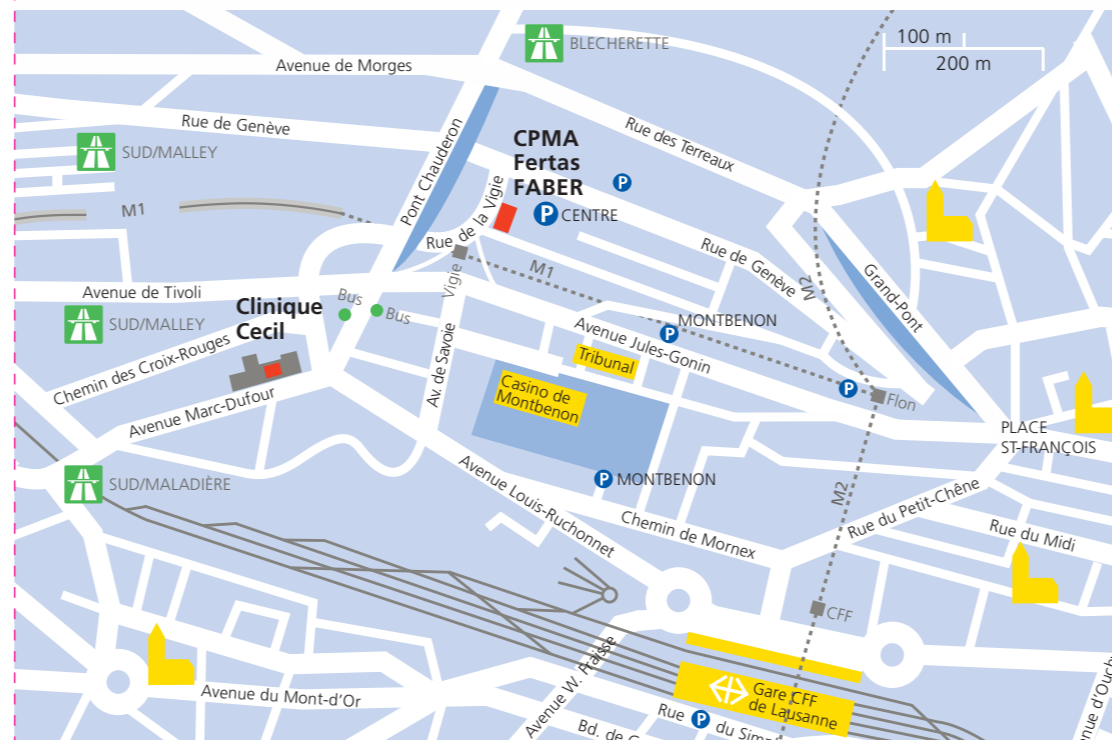 BLECHERETTE
100 m
200 m
Avenue de Morges
Rue de Genève
Rue des Terreaux
SUD/MALLEY
Pont Chauderon
CPMA
Fertas
FABER
P
P CENTRE
M1
Rue de la Vigie
Vigie
M1
Rue de Genève
M2
Grand-Pont
Avenue de Tivoli
SUD/MALLEY
Clinique
Cecil
Bus
Bus
MONTBENON
P
Avenue Jules-Gonin
Tribunal
Chemin des Croix-Rouges
Av. de Savoie
Casino de
Montbenon
P
Flon
Avenue Marc-Dufour
PLACE
ST-FRANÇOIS
SUD/MALADIÈRE
P MONTBENON
M2
Avenue Louis-Ruchonnet
Chemin de Mornex
Rue du Petit-Chêne
Rue du Midi
CFF
Avenue W. Fraisse
Gare CFF
de Lausanne
Avenue du Mont-d'Or
Rue P du
Bd. de